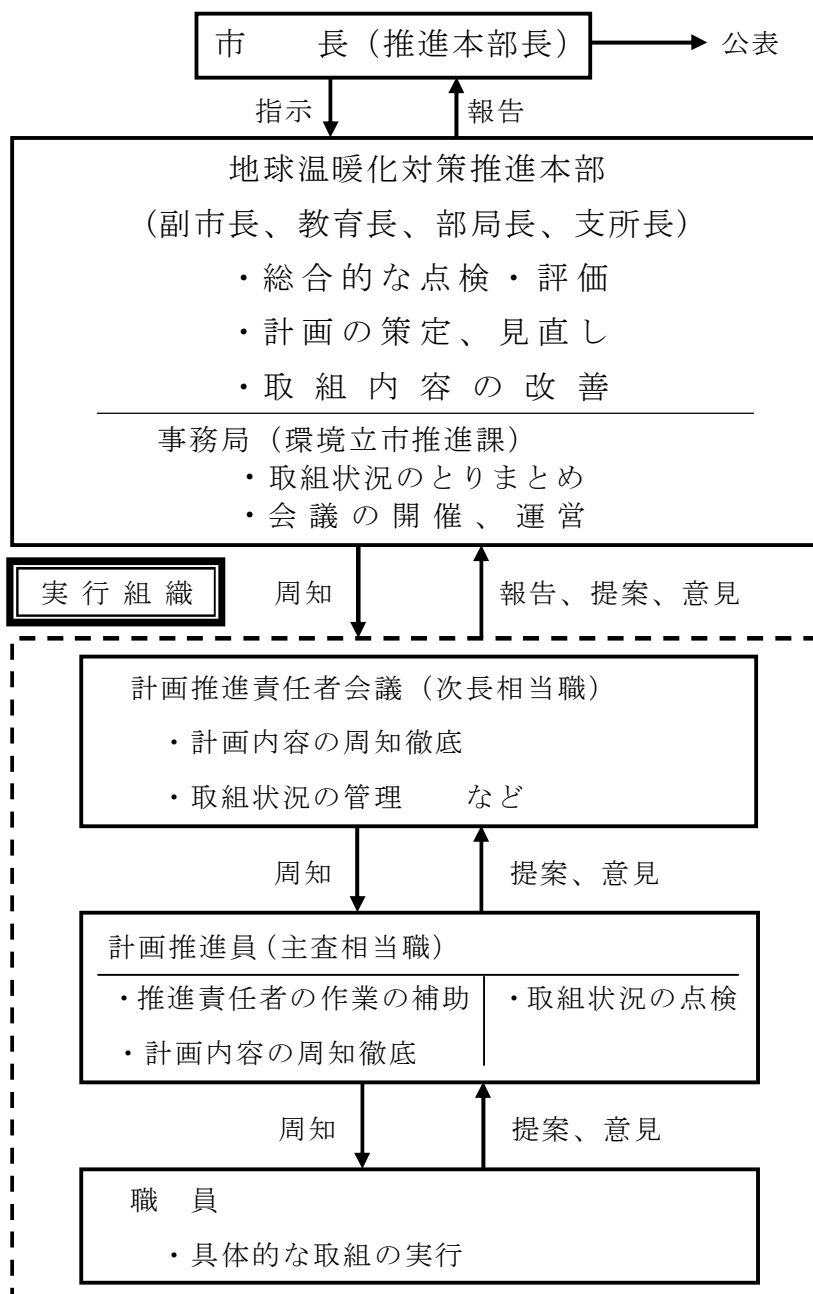 市　　長（推進本部長）
公表
指示
報告
地球温暖化対策推進本部
（副市長、教育長、部局長、支所長）
・総合的な点検・評価
・計画の策定、見直し
・取組内容の改善
事務局（環境立市推進課）
・取組状況のとりまとめ
・会議の開催、運営
実行組織
周知
報告、提案、意見
計画推進責任者会議（次長相当職）
・計画内容の周知徹底
・取組状況の管理　　など
周知
提案、意見
計画推進員（主査相当職）
・推進責任者の作業の補助
・計画内容の周知徹底
・取組状況の点検
周知
提案、意見
職　員
・具体的な取組の実行